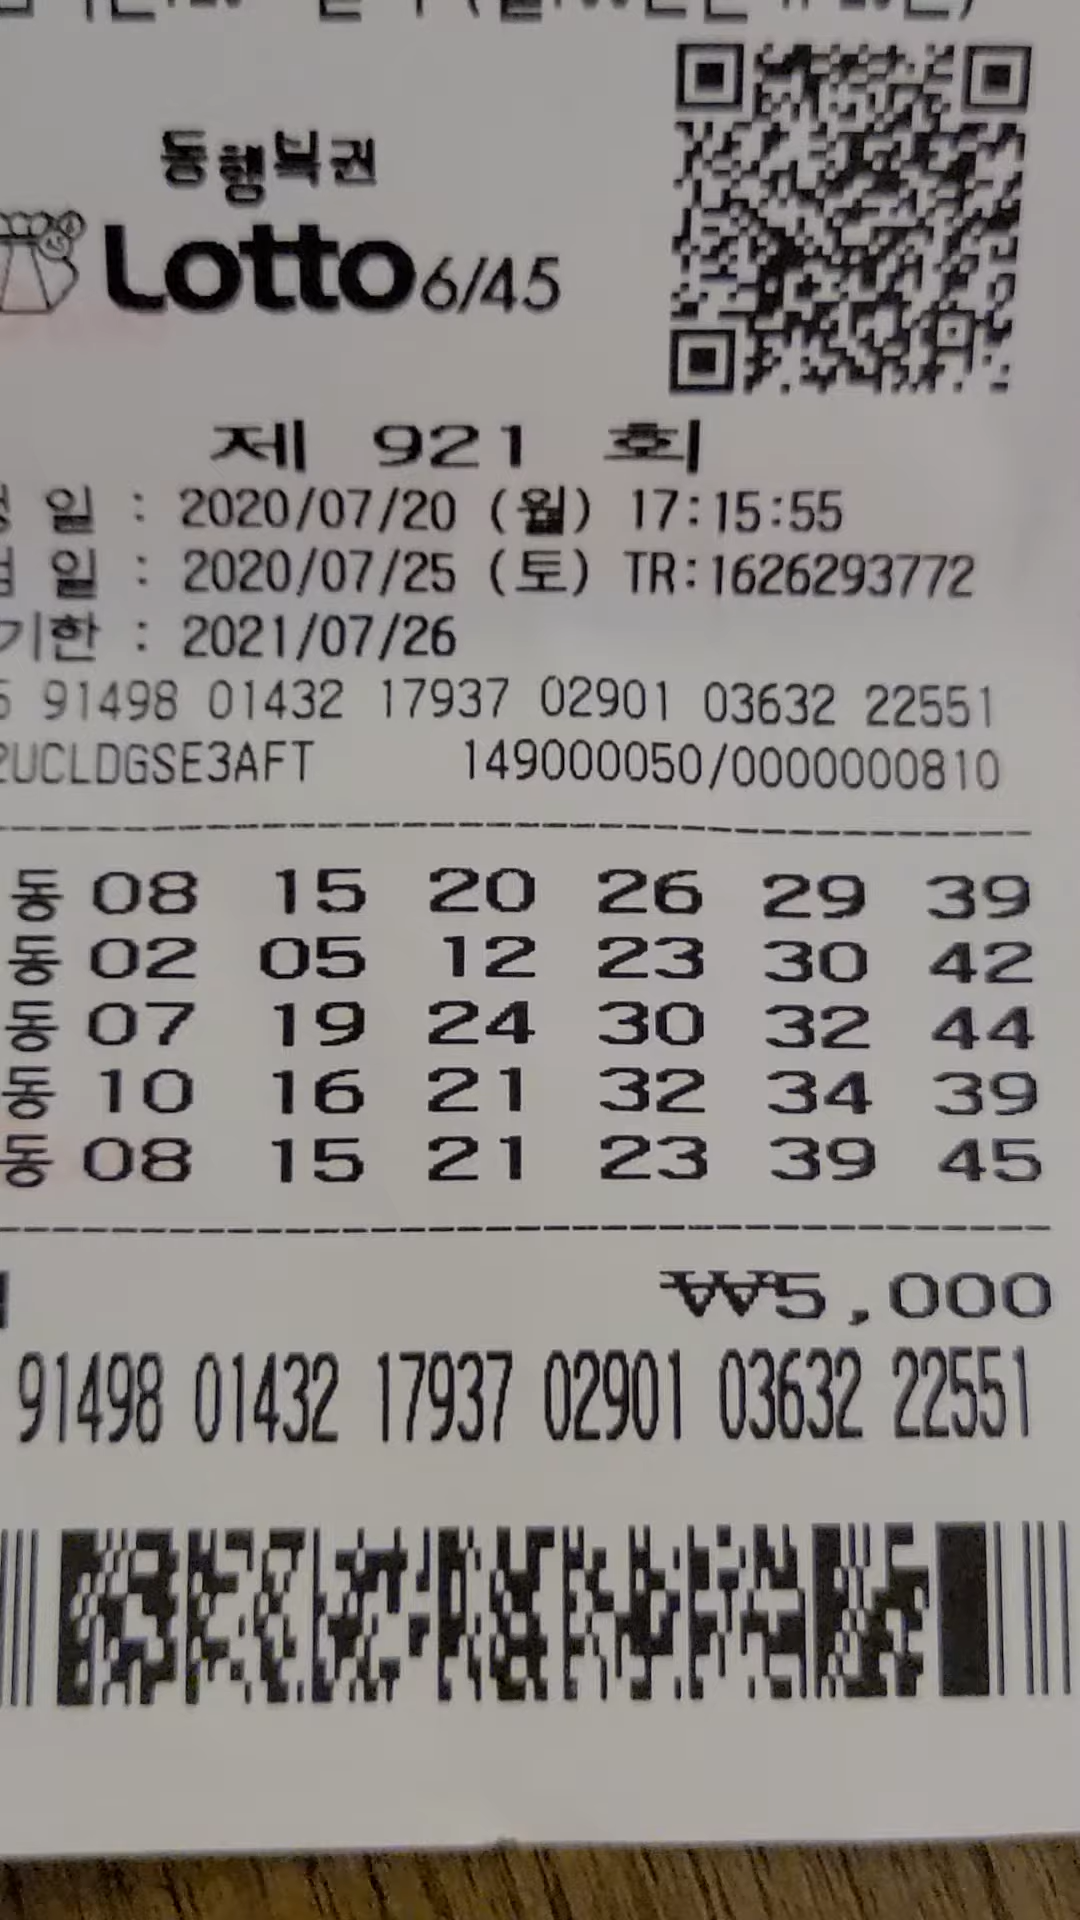 동행복권
Lotto 6/45
제 921 회
일 : 2020/07/20 (월) 17:15:55
일 : 2020/07/25 (토) TR:1626293772
기한 : 2021/07/26
91498 01432 17937 02901 03632 22551
2UCLDGSE3AFT 149000050/0000000810
동 08 15 20 26 29 39
동 02 05 12 23 30 42
동 07 19 24 30 32 44
동 10 16 21 32 34 39
동 08 15 21 23 39 45
₩5,000
91498 01432 17937 02901 03632 22551